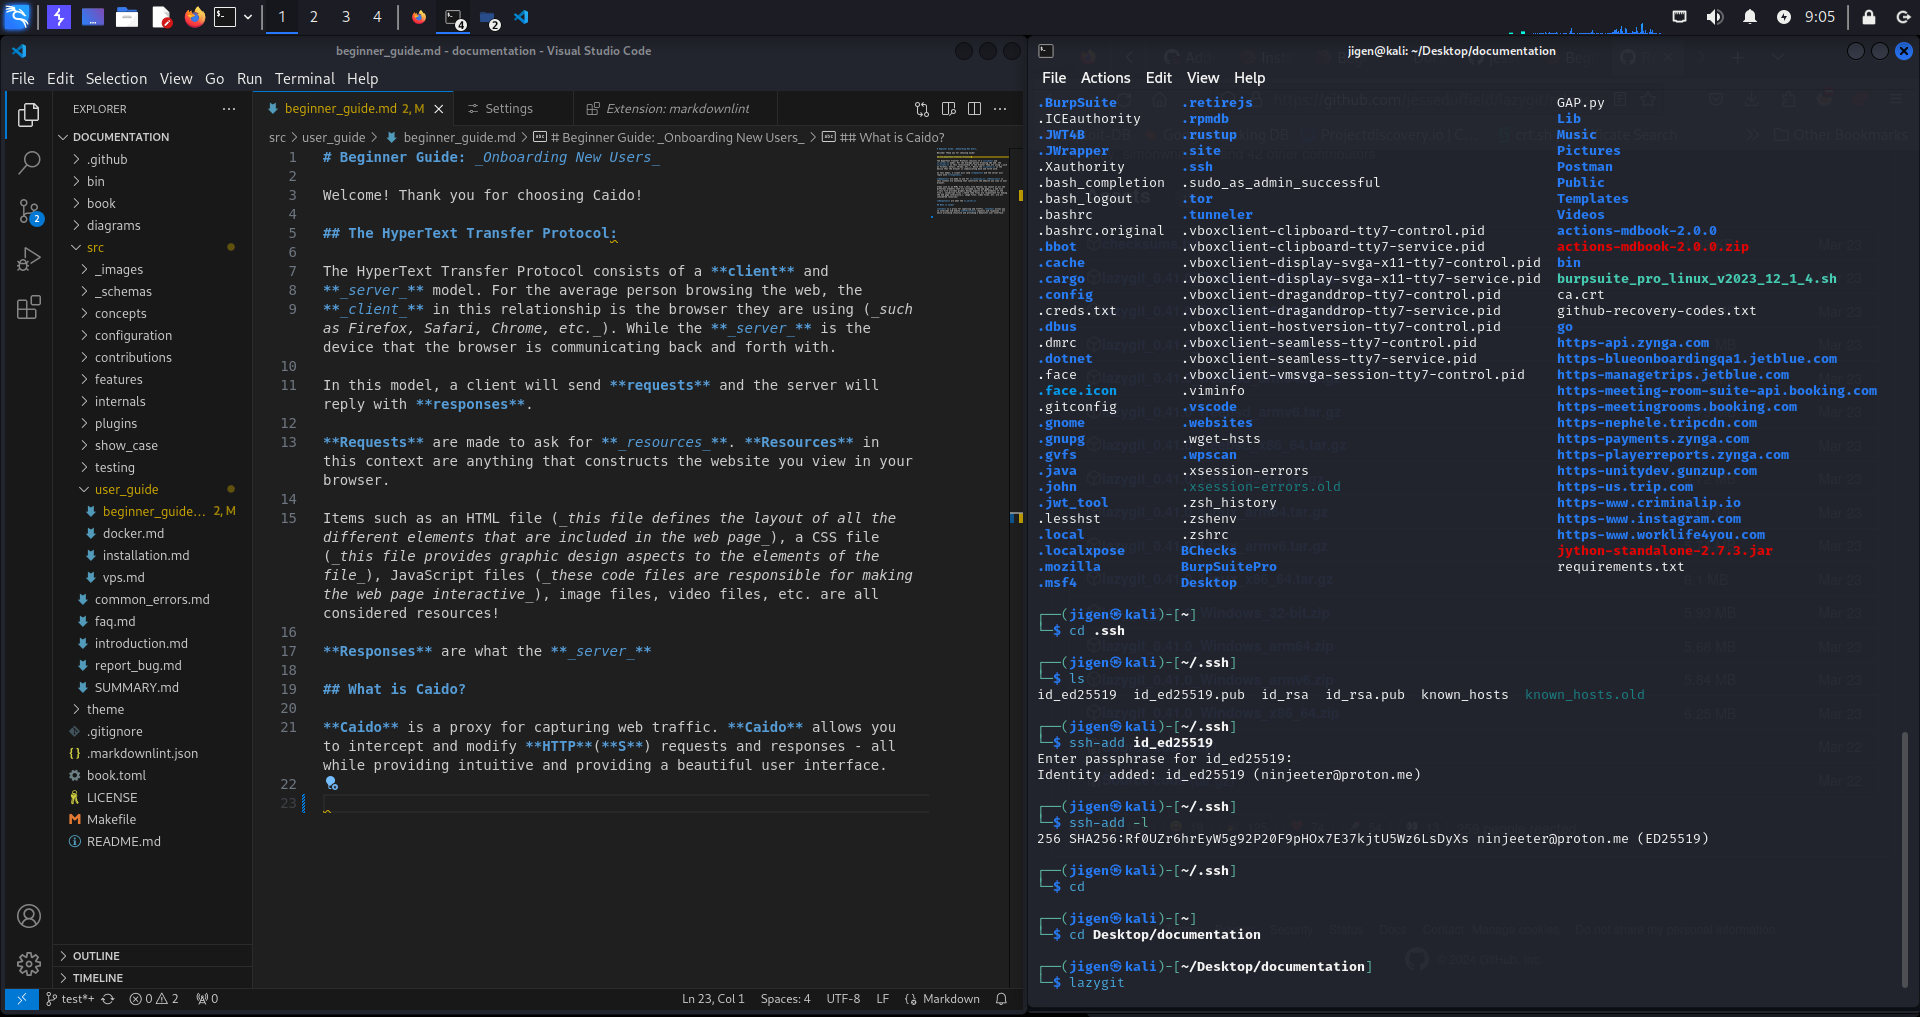 1 2 3 4
4
2
9:05
beginner_guide.md - documentation - Visual Studio Code
File Edit Selection View Go Run Terminal Help
EXPLORER
DOCUMENTATION
.github
bin
book
diagrams
src
_images
_schemas
concepts
configuration
contributions
features
internals
plugins
show_case
testing
user_guide
beginner_guide... 2, M
docker.md
installation.md
vps.md
common_errors.md
faq.md
introduction.md
report_bug.md
SUMMARY.md
theme
.gitignore
.markdownlint.json
book.toml
LICENSE
Makefile
README.md
OUTLINE
TIMELINE
2
beginner_guide.md 2, M
Settings
Extension: markdownlint
src > user_guide > beginner_guide.md > # Beginner Guide: _Onboarding New Users_ > ## What is Caido?
1 # Beginner Guide: _Onboarding New Users_
2
3 Welcome! Thank you for choosing Caido!
4
5 ## The HyperText Transfer Protocol:
6
7 The HyperText Transfer Protocol consists of a **client** and
8 **_server_** model. For the average person browsing the web, the
9 **_client_** in this relationship is the browser they are using (_such
as Firefox, Safari, Chrome, etc._). While the **_server_** is the
device that the browser is communicating back and forth with.
10
11 In this model, a client will send **requests** and the server will
reply with **responses**.
12
13 **Requests** are made to ask for **_resources_**. **Resources** in
this context are anything that constructs the website you view in your
browser.
14
15 Items such as an HTML file (_this file defines the layout of all the
different elements that are included in the web page_), a CSS file
(_this file provides graphic design aspects to the elements of the
file_), JavaScript files (_these code files are responsible for making
the web page interactive_), image files, video files, etc. are all
considered resources!
16
17 **Responses** are what the **_server_**
18
19 ## What is Caido?
20
21 **Caido** is a proxy for capturing web traffic. **Caido** allows you
to intercept and modify **HTTP**(**S**) requests and responses - all
while providing intuitive and providing a beautiful user interface.
22
23
test*+ 0 2 0
Ln 23, Col 1 Spaces: 4 UTF-8 LF Markdown
jigen@kali: ~/Desktop/documentation
File Actions Edit View Help
.BurpSuite .retirejs GAP.py
.ICEauthority .rpmdb Lib
.JWT4B .rustup Music
.JWrapper .site Pictures
.Xauthority .ssh Postman
.bash_completion .sudo_as_admin_successful Public
.bash_logout .tor Templates
.bashrc .tunneler Videos
.bashrc.original .vboxclient-clipboard-tty7-control.pid actions-mdbook-2.0.0
.bbot .vboxclient-clipboard-tty7-service.pid actions-mdbook-2.0.0.zip
.cache .vboxclient-display-svga-x11-tty7-control.pid bin
.cargo .vboxclient-display-svga-x11-tty7-service.pid burpsuite_pro_linux_v2023_12_1_4.sh
.config .vboxclient-draganddrop-tty7-control.pid ca.crt
.creds.txt .vboxclient-draganddrop-tty7-service.pid github-recovery-codes.txt
.dbus .vboxclient-hostversion-tty7-control.pid go
.dmrc .vboxclient-seamless-tty7-control.pid https-api.zynga.com
.dotnet .vboxclient-seamless-tty7-service.pid https-blueonboardingqa1.jetblue.com
.face .vboxclient-vmsvga-session-tty7-control.pid https-managetrips.jetblue.com
.face.icon .viminfo https-meeting-room-suite-api.booking.com
.gitconfig .vscode https-meetingrooms.booking.com
.gnome .websites https-nephele.tripcdn.com
.gnupg .wget-hsts https-payments.zynga.com
.gvfs .wpscan https-playerreports.zynga.com
.java .xsession-errors https-unitydev.gunzup.com
.john .xsession-errors.old https-us.trip.com
.jwt_tool .zsh_history https-www.criminalip.io
.lesshst .zshenv https-www.instagram.com
.local .zshrc https-www.worklife4you.com
.localxpose BChecks jython-standalone-2.7.3.jar
.mozilla BurpSuitePro requirements.txt
.msf4 Desktop
┌──(jigen㉿kali)-[~]
└─$ cd .ssh
┌──(jigen㉿kali)-[~/.ssh]
└─$ ls
id_ed25519 id_ed25519.pub id_rsa id_rsa.pub known_hosts known_hosts.old
┌──(jigen㉿kali)-[~/.ssh]
└─$ ssh-add id_ed25519
Enter passphrase for id_ed25519:
Identity added: id_ed25519 (ninjeeter@proton.me)
┌──(jigen㉿kali)-[~/.ssh]
└─$ ssh-add -l
256 SHA256:Rf0UZr6hrEyW5g92P20F9pHOx7E37kjtU5Wz6LsDyXs ninjeeter@proton.me (ED25519)
┌──(jigen㉿kali)-[~/.ssh]
└─$ cd
┌──(jigen㉿kali)-[~]
└─$ cd Desktop/documentation
┌──(jigen㉿kali)-[~/Desktop/documentation]
└─$ lazygit